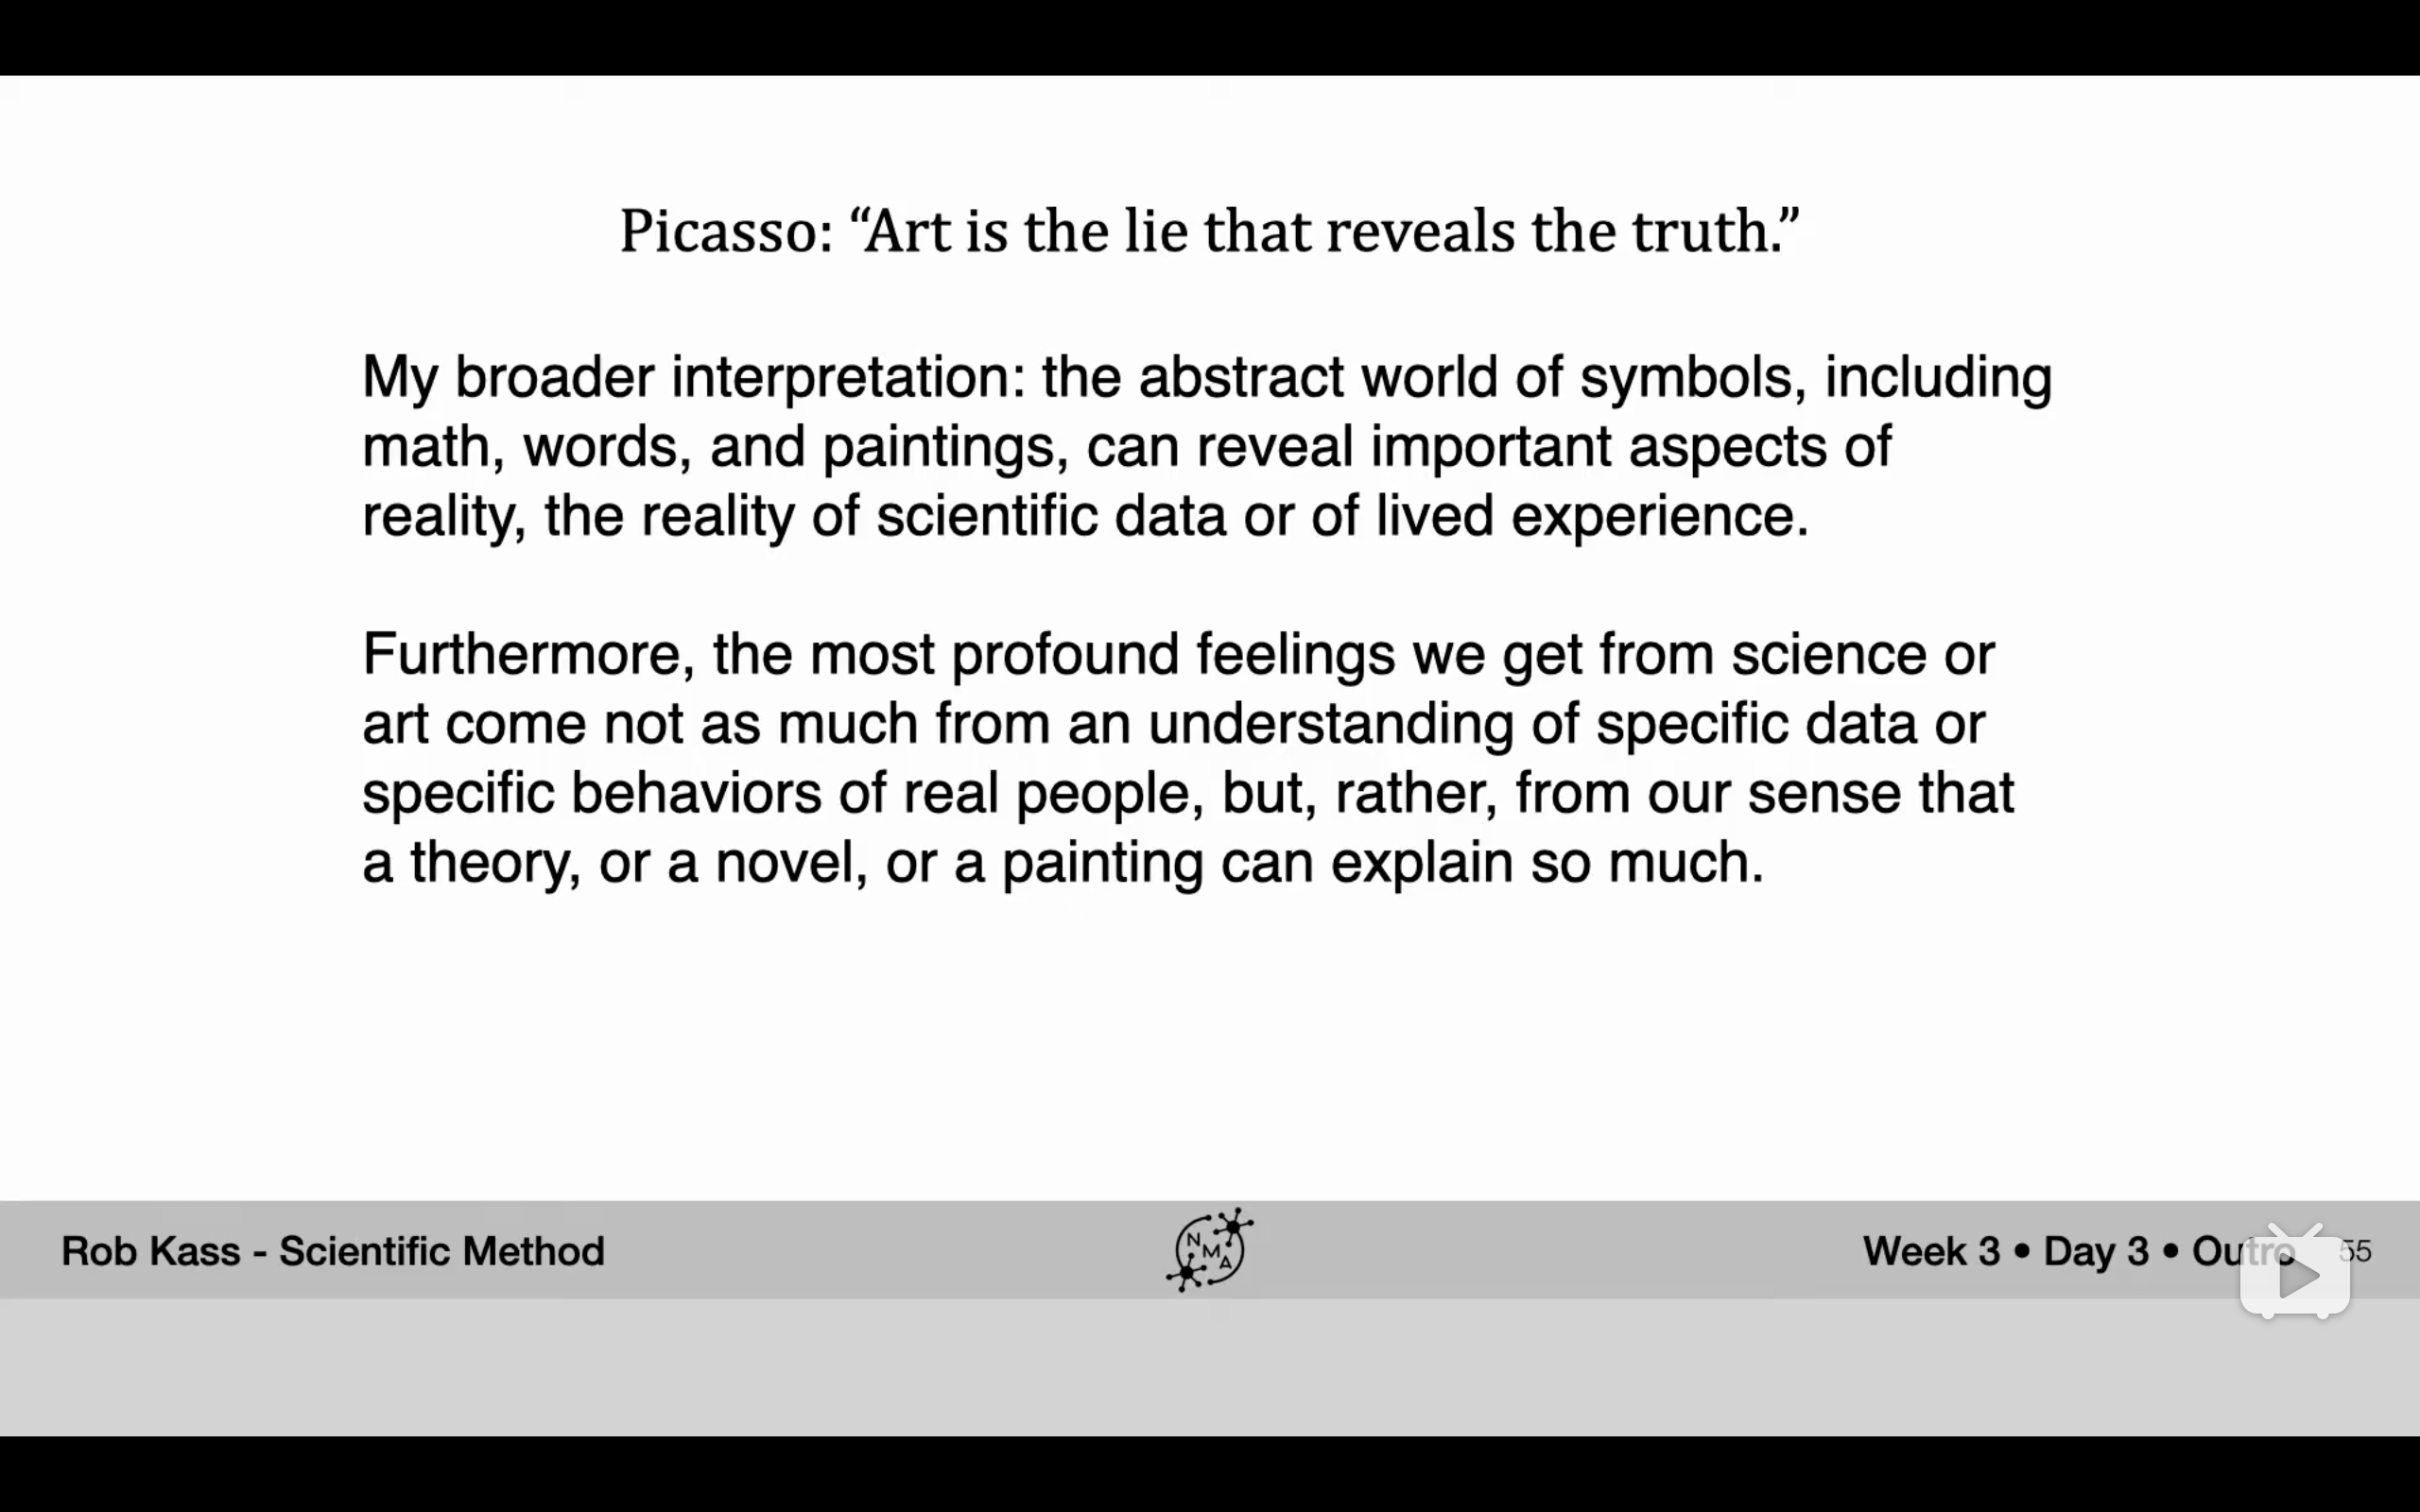 Picasso: “Art is the lie that reveals the truth.”
My broader interpretation: the abstract world of symbols, including
math, words, and paintings, can reveal important aspects of
reality, the reality of scientific data or of lived experience.
Furthermore, the most profound feelings we get from science or
art come not as much from an understanding of specific data or
specific behaviors of real people, but, rather, from our sense that
a theory, or a novel, or a painting can explain so much.
Rob Kass - Scientific Method
NMA
Week 3 • Day 3 • Outro 55